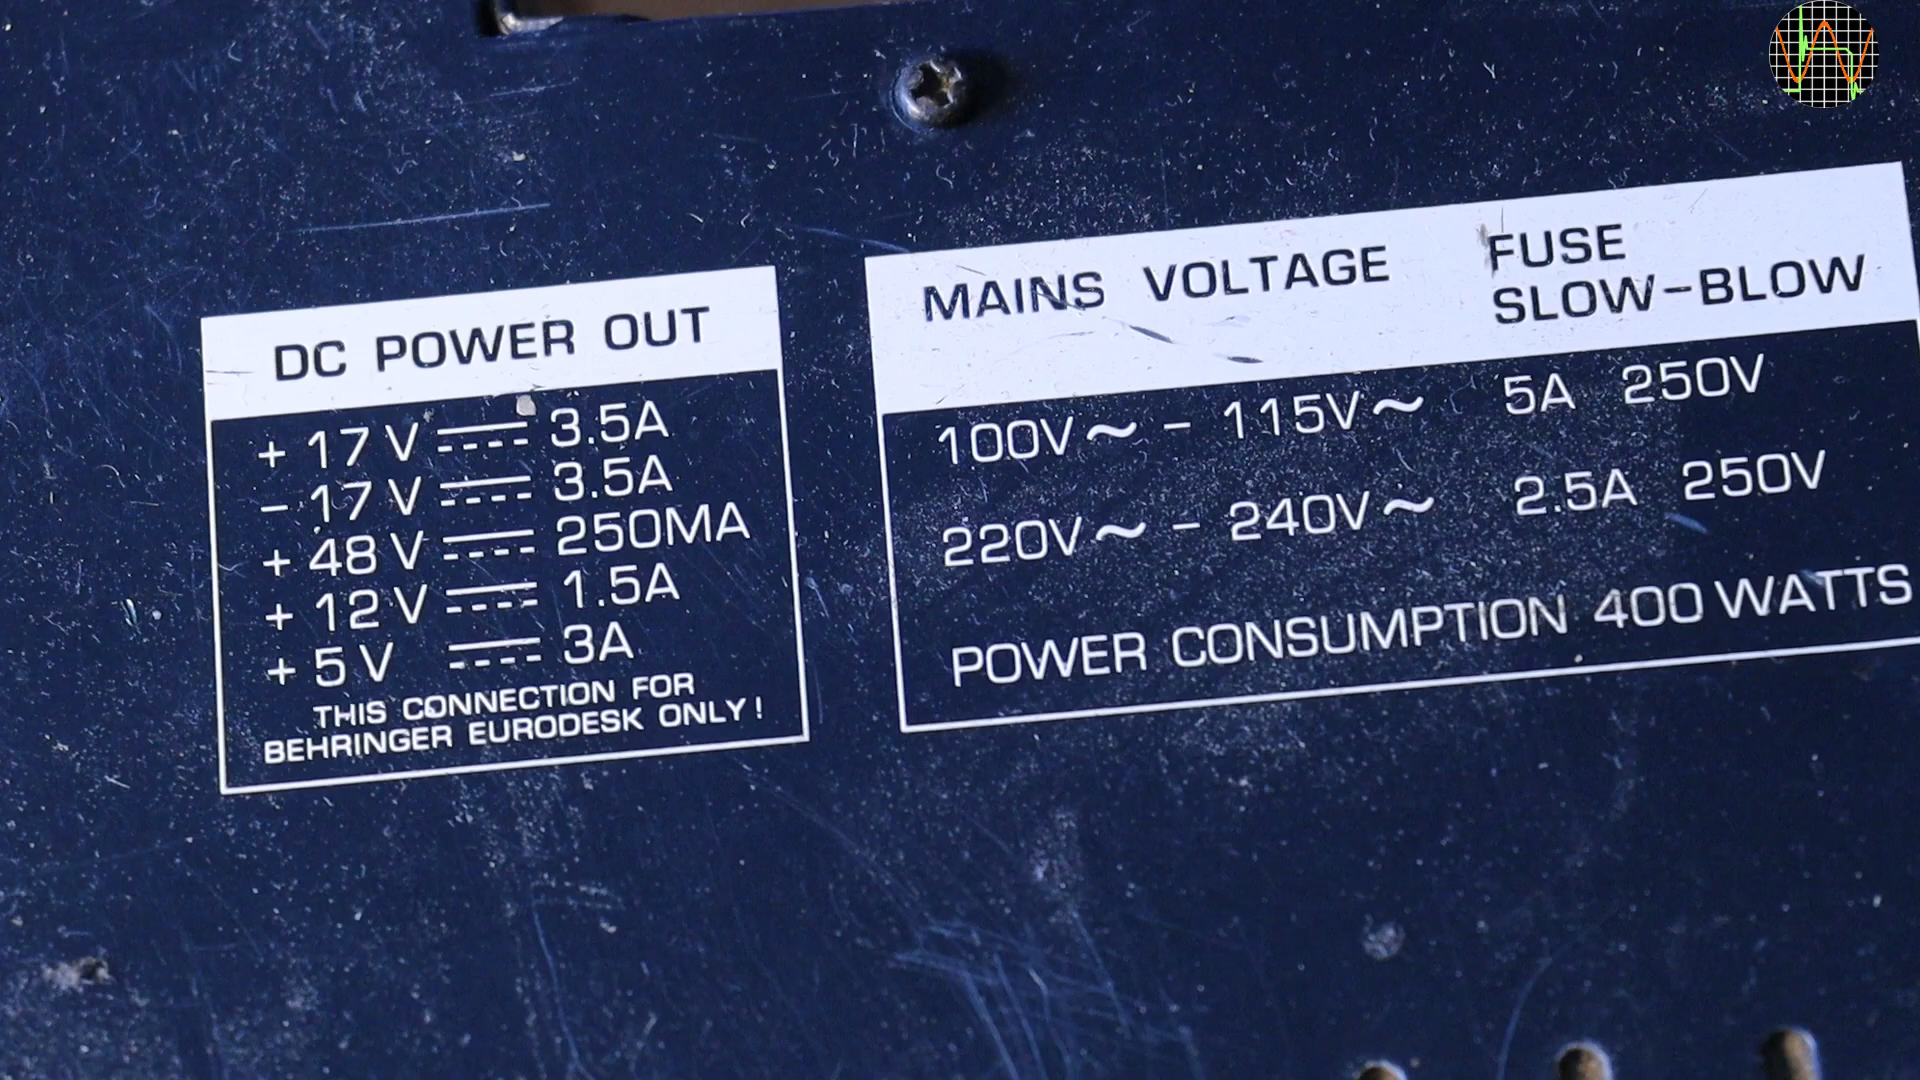 DC POWER OUT
+ 17 V ⎓ 3.5A
- 17 V ⎓ 3.5A
+ 48 V ⎓ 250MA
+ 12 V ⎓ 1.5A
+ 5 V ⎓ 3A
THIS CONNECTION FOR
BEHRINGER EURODESK ONLY!
MAINS VOLTAGE
FUSE
SLOW-BLOW
100V~ - 115V~ 5A 250V
220V~ - 240V~ 2.5A 250V
POWER CONSUMPTION 400 WATTS